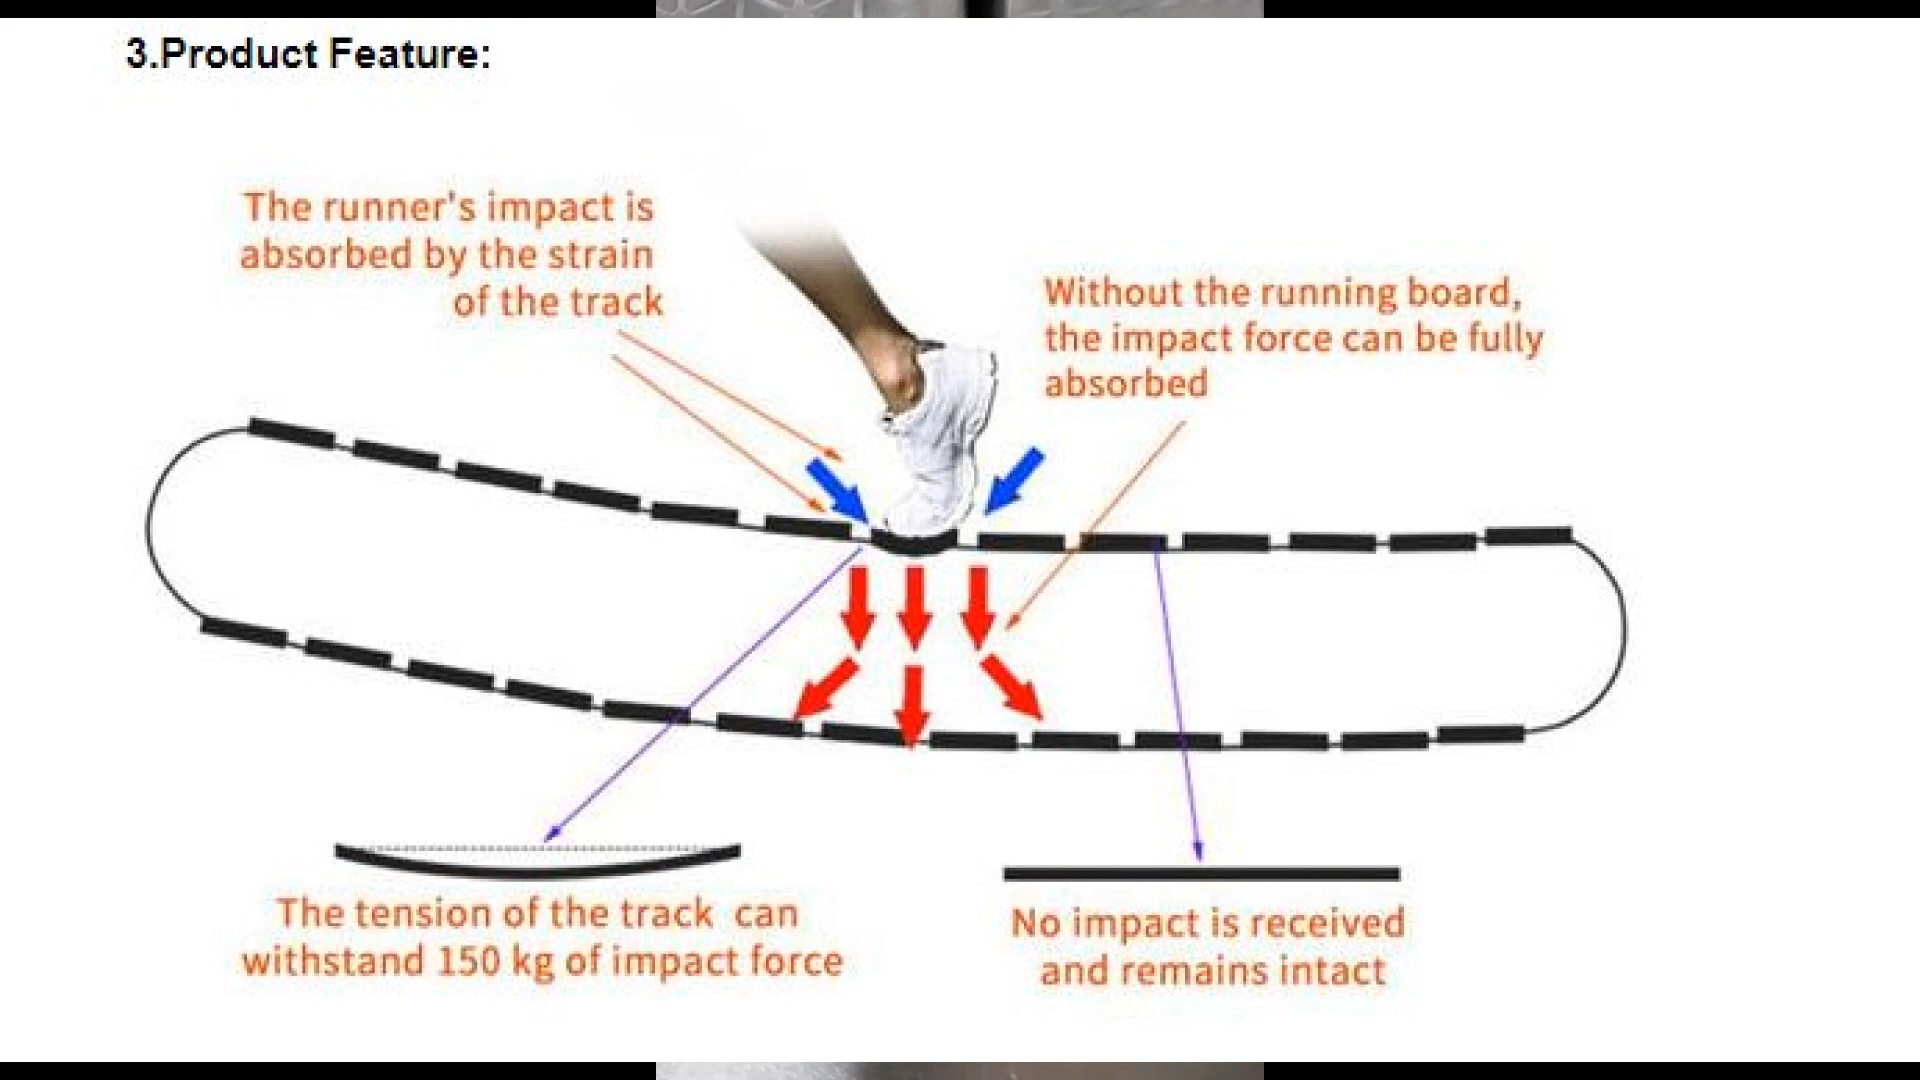 3.Product Feature:
The runner's impact is
absorbed by the strain
of the track
Without the running board,
the impact force can be fully
absorbed
The tension of the track can
withstand 150 kg of impact force
No impact is received
and remains intact